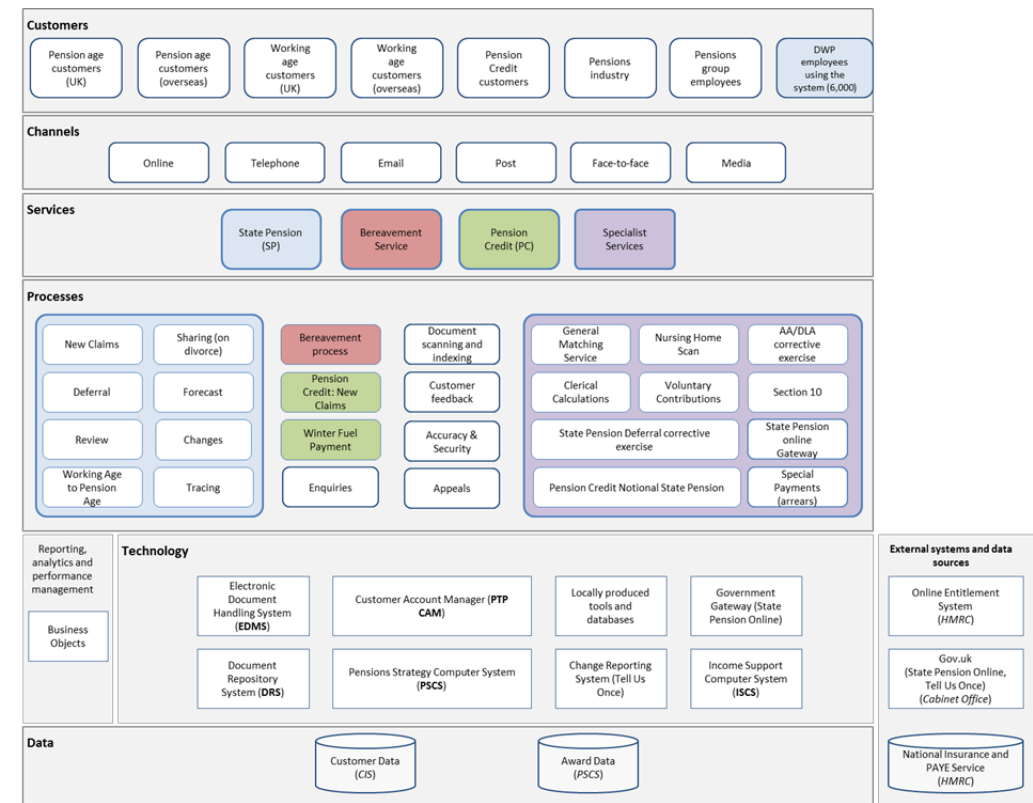 Customers
Pension age
customers
(UK)
Pension age
customers
(overseas)
Working
age
customers
(UK)
Working
age
customers
(overseas)
Pension
Credit
customers
Pensions
industry
Pensions
group
employees
DWP
employees
using the
system (6,000)
Channels
Online
Telephone
Email
Post
Face-to-face
Media
Services
State Pension
(SP)
Bereavement
Service
Pension
Credit (PC)
Specialist
Services
Processes
New Claims
Sharing (on
divorce)
Deferral
Forecast
Review
Changes
Working Age
to Pension
Age
Tracing
Bereavement
process
Pension
Credit: New
Claims
Winter Fuel
Payment
Enquiries
Document
scanning and
indexing
Customer
feedback
Accuracy &
Security
Appeals
General
Matching
Service
Nursing Home
Scan
AA/DLA
corrective
exercise
Clerical
Calculations
Voluntary
Contributions
Section 10
State Pension Deferral corrective
exercise
State Pension
online
Gateway
Pension Credit Notional State Pension
Special
Payments
(arrears)
Reporting,
analytics and
performance
management
Business
Objects
Technology
Electronic
Document
Handling System
(EDMS)
Customer Account Manager (PTP
CAM)
Locally produced
tools and
databases
Government
Gateway (State
Pension Online)
Document
Repository
System (DRS)
Pensions Strategy Computer System
(PSCS)
Change Reporting
System (Tell Us
Once)
Income Support
Computer System
(ISCS)
External systems and data
sources
Online Entitlement
System
(HMRC)
Gov.uk
(State Pension Online,
Tell Us Once)
(Cabinet Office)
National Insurance and
PAYE Service
(HMRC)
Data
Customer Data
(CIS)
Award Data
(PSCS)